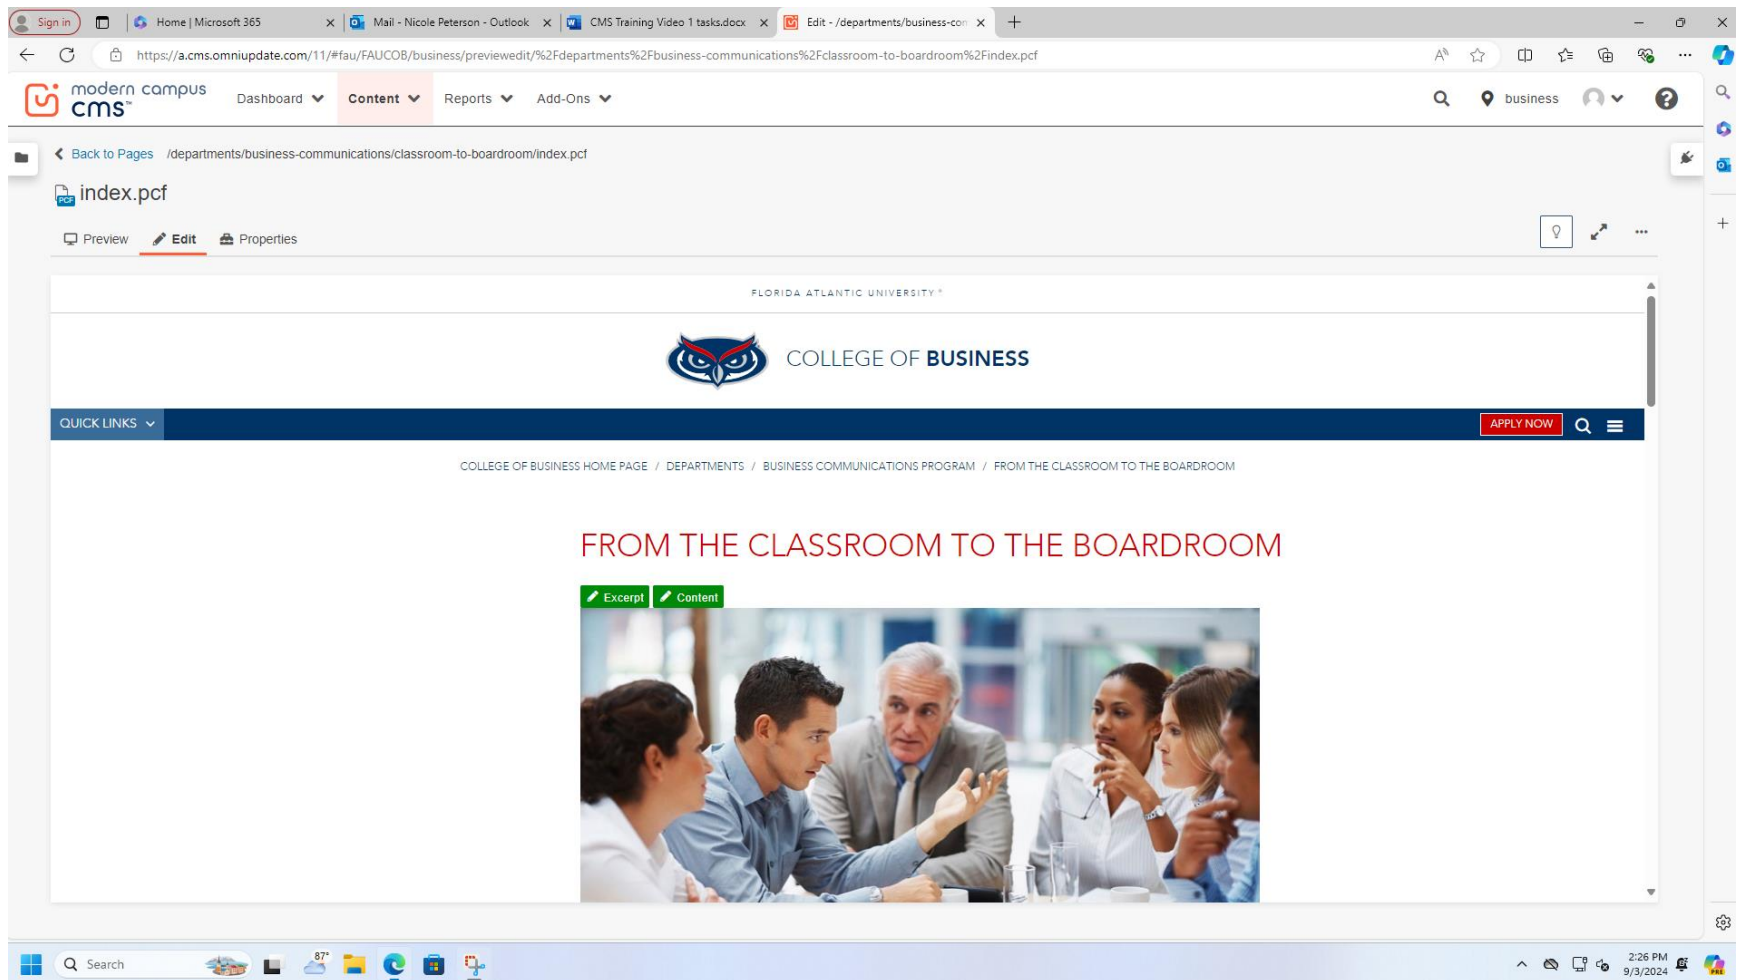 Sign in
Home | Microsoft 365
Mail - Nicole Peterson - Outlook
CMS Training Video 1 tasks.docx
Edit - /departments/business-con
https://a.cms.omniupdate.com/11/#fau/FAUCOB/business/previewedit/%2Fdepartments%2Fbusiness-communications%2Fclassroom-to-boardroom%2Findex.pcf
modern campus
cms™
Dashboard
Content
Reports
Add-Ons
business
Back to Pages /departments/business-communications/classroom-to-boardroom/index.pcf
PCF index.pcf
Preview
Edit
Properties
FLORIDA ATLANTIC UNIVERSITY®
COLLEGE OF BUSINESS
QUICK LINKS
APPLY NOW
COLLEGE OF BUSINESS HOME PAGE / DEPARTMENTS / BUSINESS COMMUNICATIONS PROGRAM / FROM THE CLASSROOM TO THE BOARDROOM
FROM THE CLASSROOM TO THE BOARDROOM
Excerpt
Content
Search
87°
2:26 PM
9/3/2024
PRE